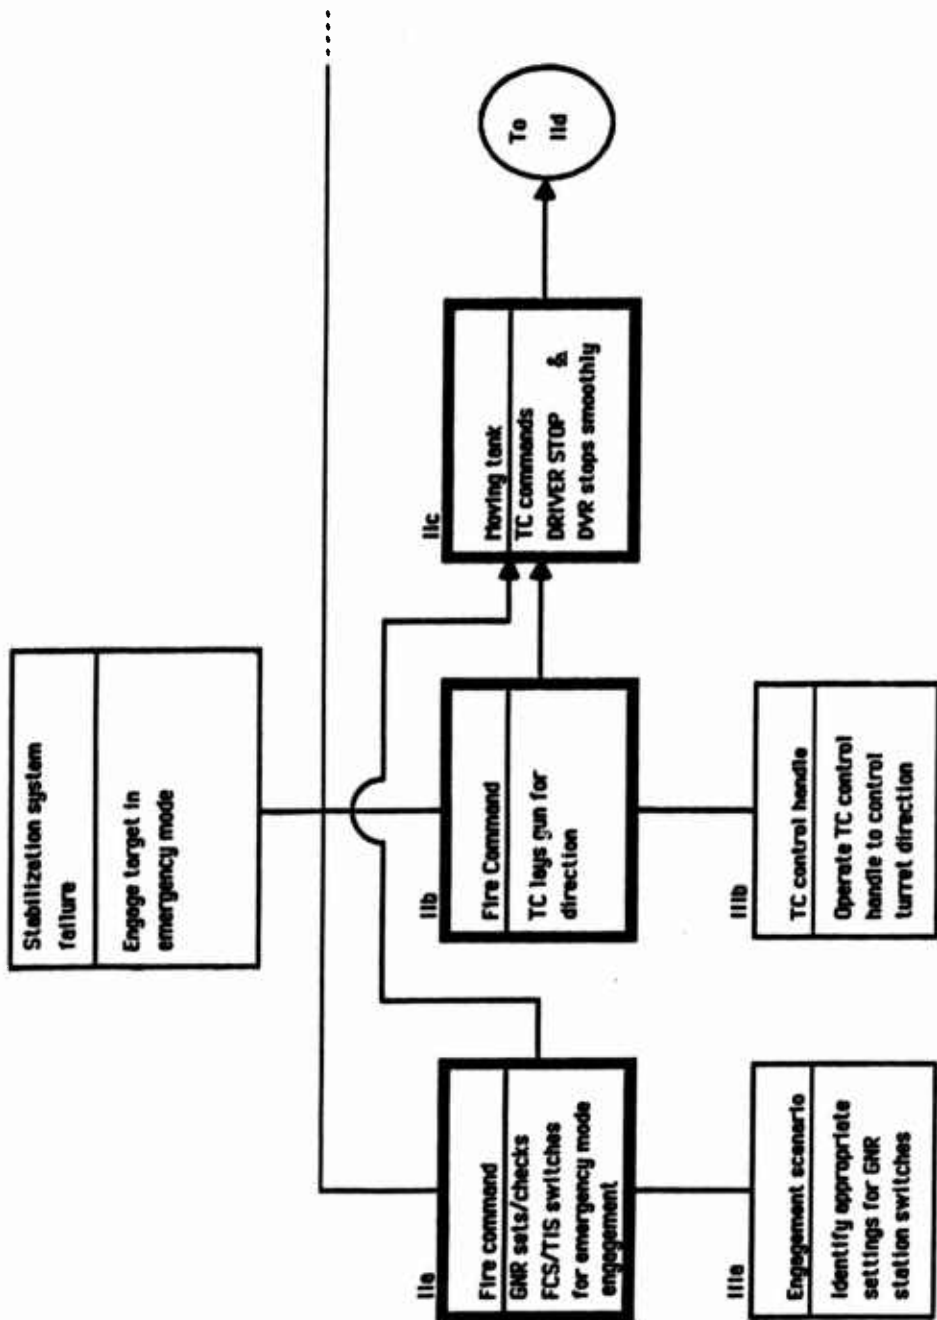 Stabilization system
failure
Engage target in
emergency mode
IIa
Fire command
GNR sets/checks
FCS/TIS switches
for emergency mode
engagement
IIb
Fire Command
TC lays gun for
direction
IIc
Moving tank
TC commands
DRIVER STOP &
DVR stops smoothly
To
IId
IIIa
Engagement scenario
Identify appropriate
settings for GNR
station switches
IIIb
TC control handle
Operate TC control
handle to control
turret direction